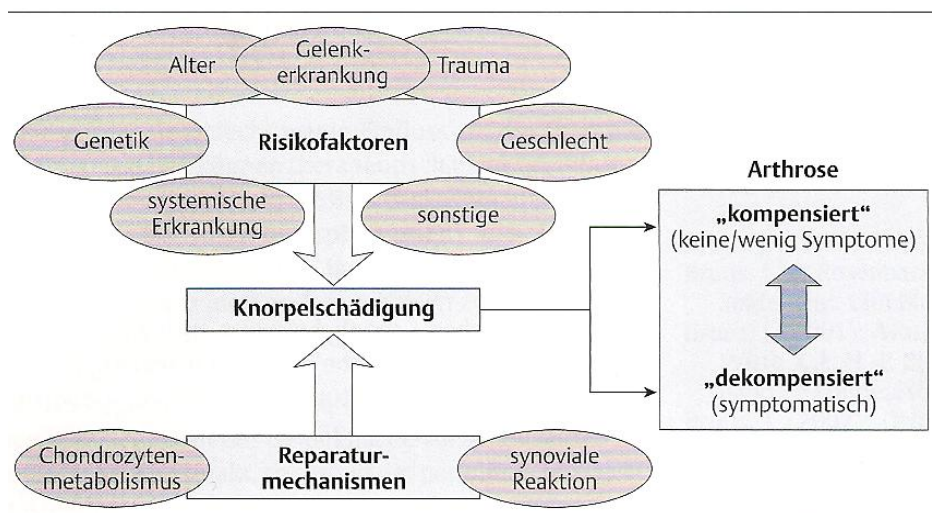 Alter
Gelenk-
erkrankung
Trauma
Genetik
Risikofaktoren
Geschlecht
systemische
Erkrankung
sonstige
Knorpelschädigung
Arthrose
„kompensiert“
(keine/wenig Symptome)
„dekompensiert“
(symptomatisch)
Chondrozyten-
metabolismus
Reparatur-
mechanismen
synoviale
Reaktion